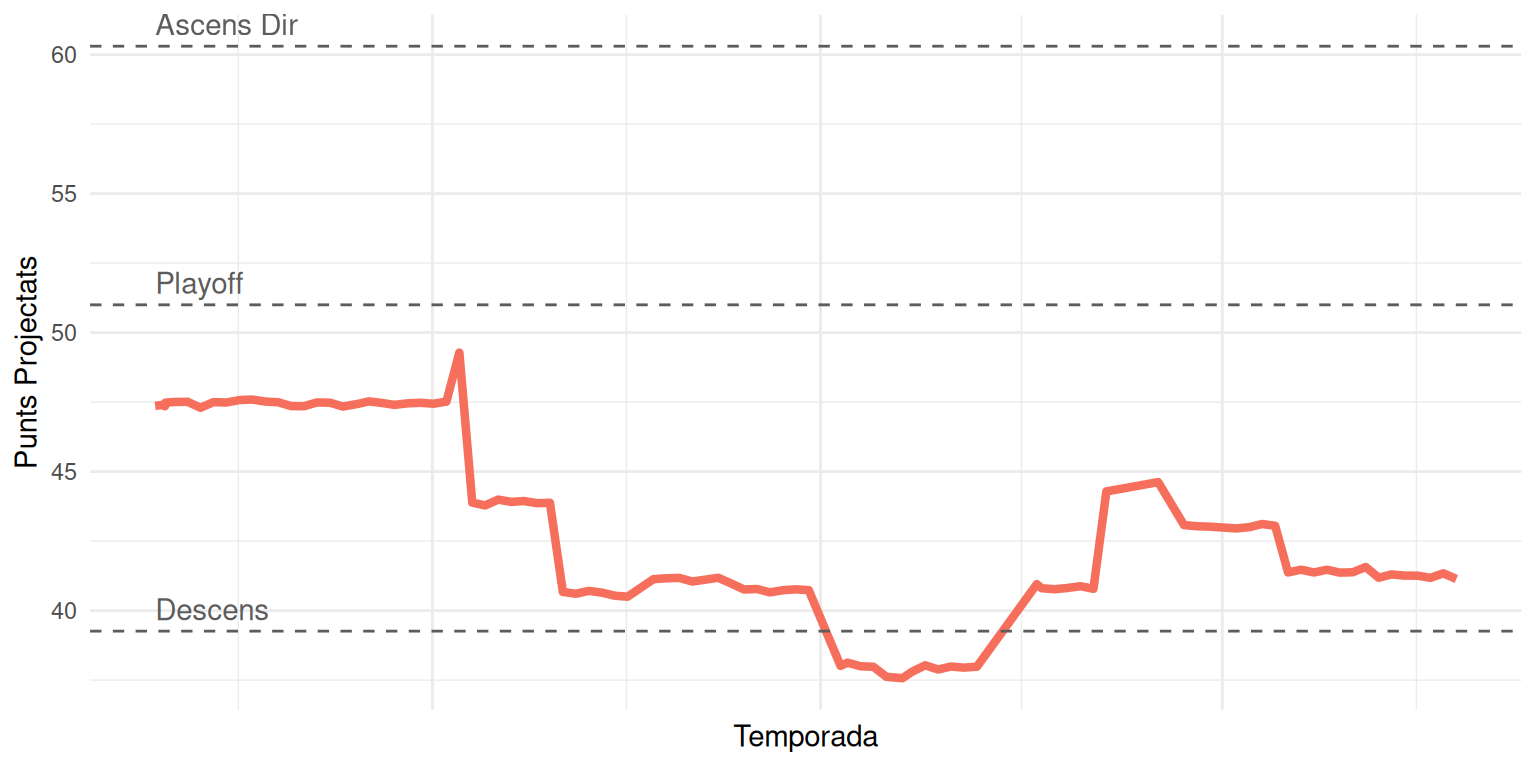 Ascens Dir
60
55
Playoff
50
45
Descens
40
Punts Projectats
Temporada